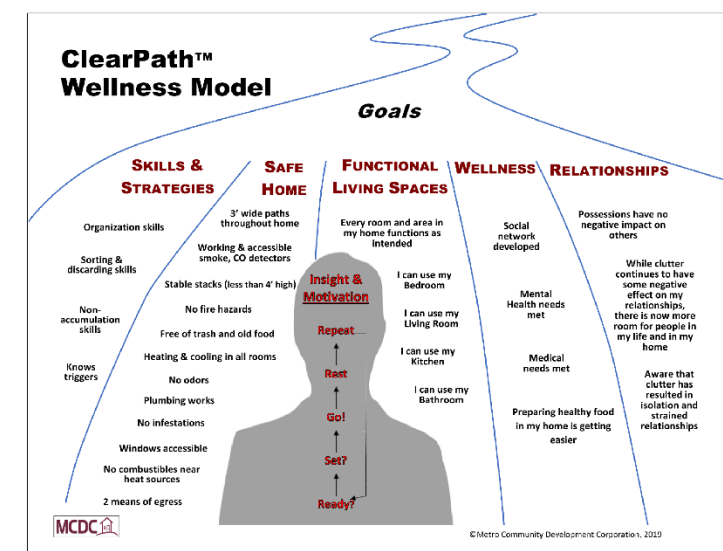 ClearPath™
Wellness Model
Goals
SKILLS &
STRATEGIES
Organization skills
Sorting &
discarding skills
Non-
accumulation
skills
Knows
triggers
SAFE
HOME
3' wide paths
throughout home
Working & accessible
smoke, CO detectors
Stable stacks (less than 4' high)
No fire hazards
Free of trash and old food
Heating & cooling in all rooms
No odors
Plumbing works
No infestations
Windows accessible
No combustibles near
heat sources
2 means of egress
FUNCTIONAL
LIVING SPACES
Every room and area in
my home functions as
intended
I can use my
Bedroom
I can use my
Living Room
I can use my
Kitchen
I can use my
Bathroom
Insight &
Motivation
Repeat
Rest
Go!
Set?
Ready?
WELLNESS
Social
network
developed
Mental
Health needs
met
Medical
needs met
Preparing healthy food
in my home is getting
easier
RELATIONSHIPS
Possessions have no
negative impact on
others
While clutter
continues to have
some negative
effect on my
relationships,
there is now more
room for people in
my life and in my
home
Aware that
clutter has
resulted in
isolation and
strained
relationships
MCDC
©Metro Community Development Corporation, 2019